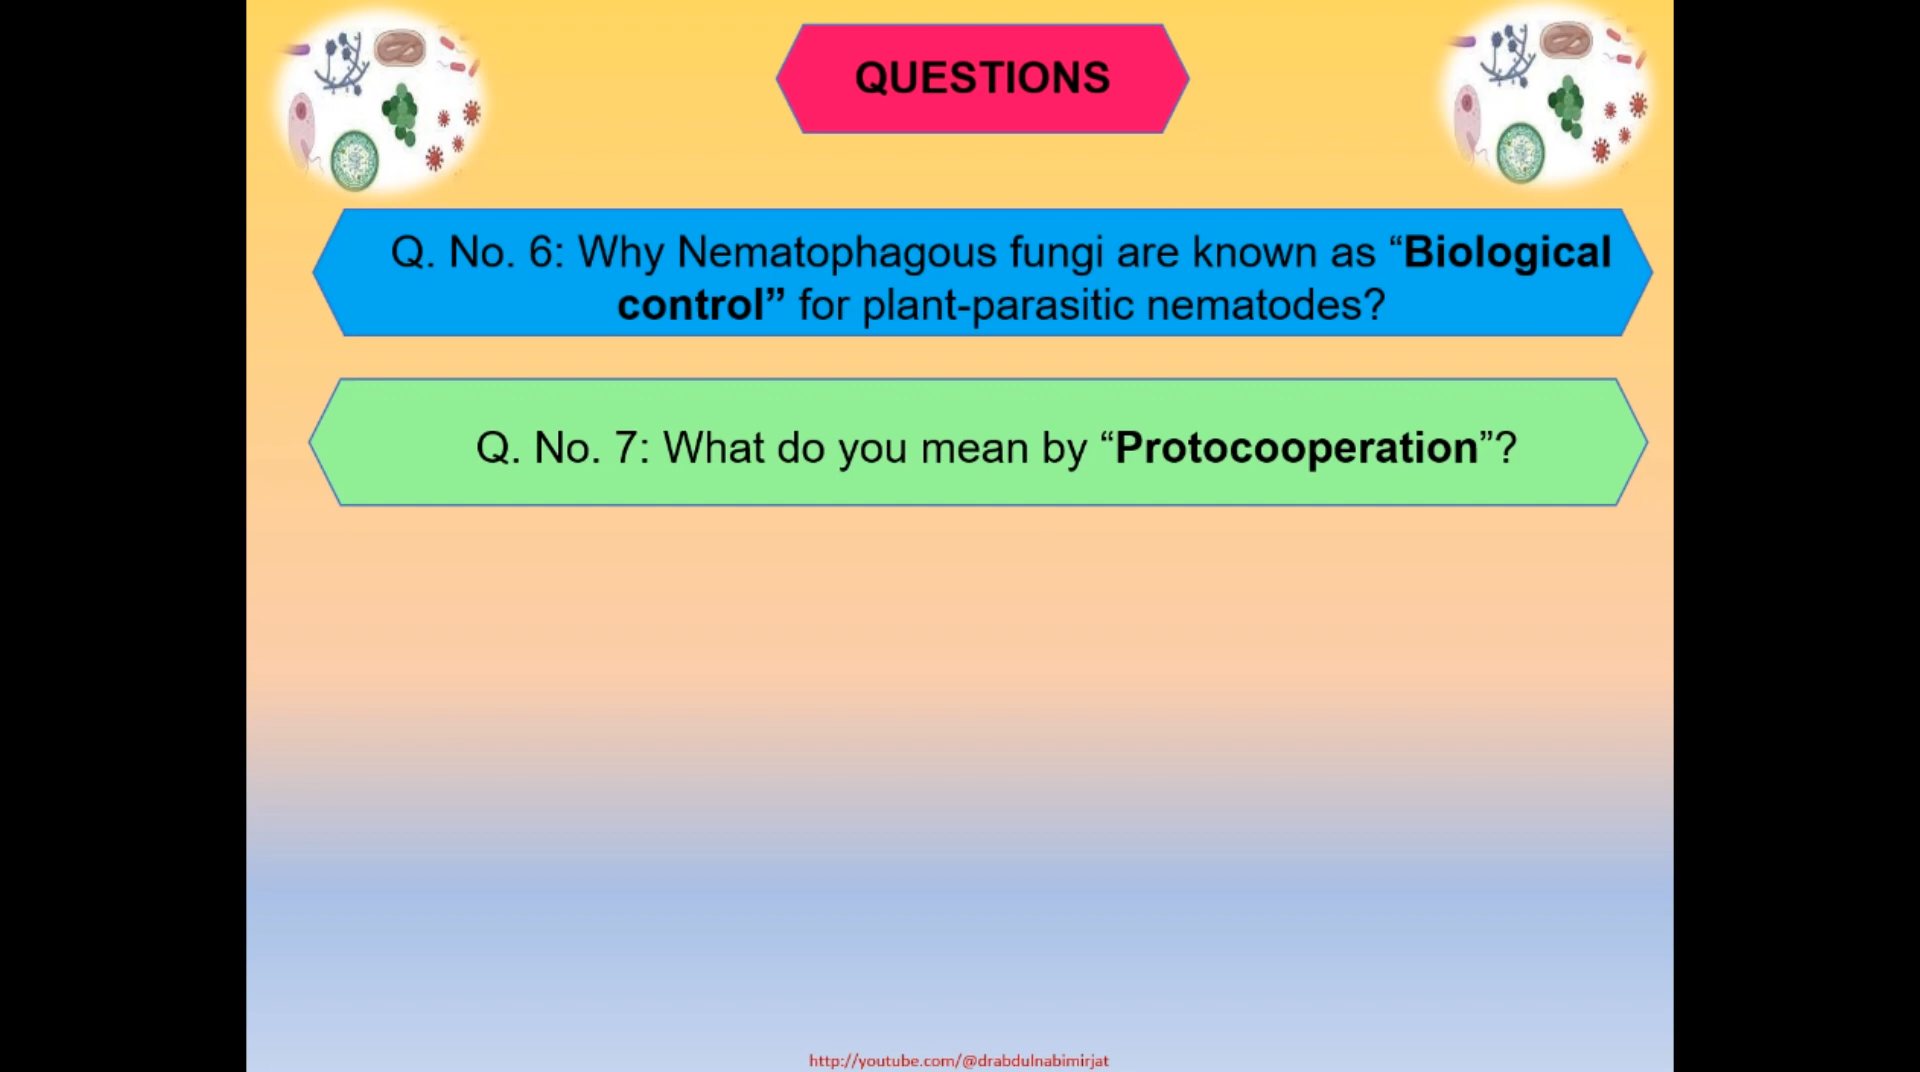 QUESTIONS
Q. No. 6: Why Nematophagous fungi are known as “Biological
control” for plant-parasitic nematodes?
Q. No. 7: What do you mean by “Protocooperation”?
http://youtube.com/@drabdulnabimirjat